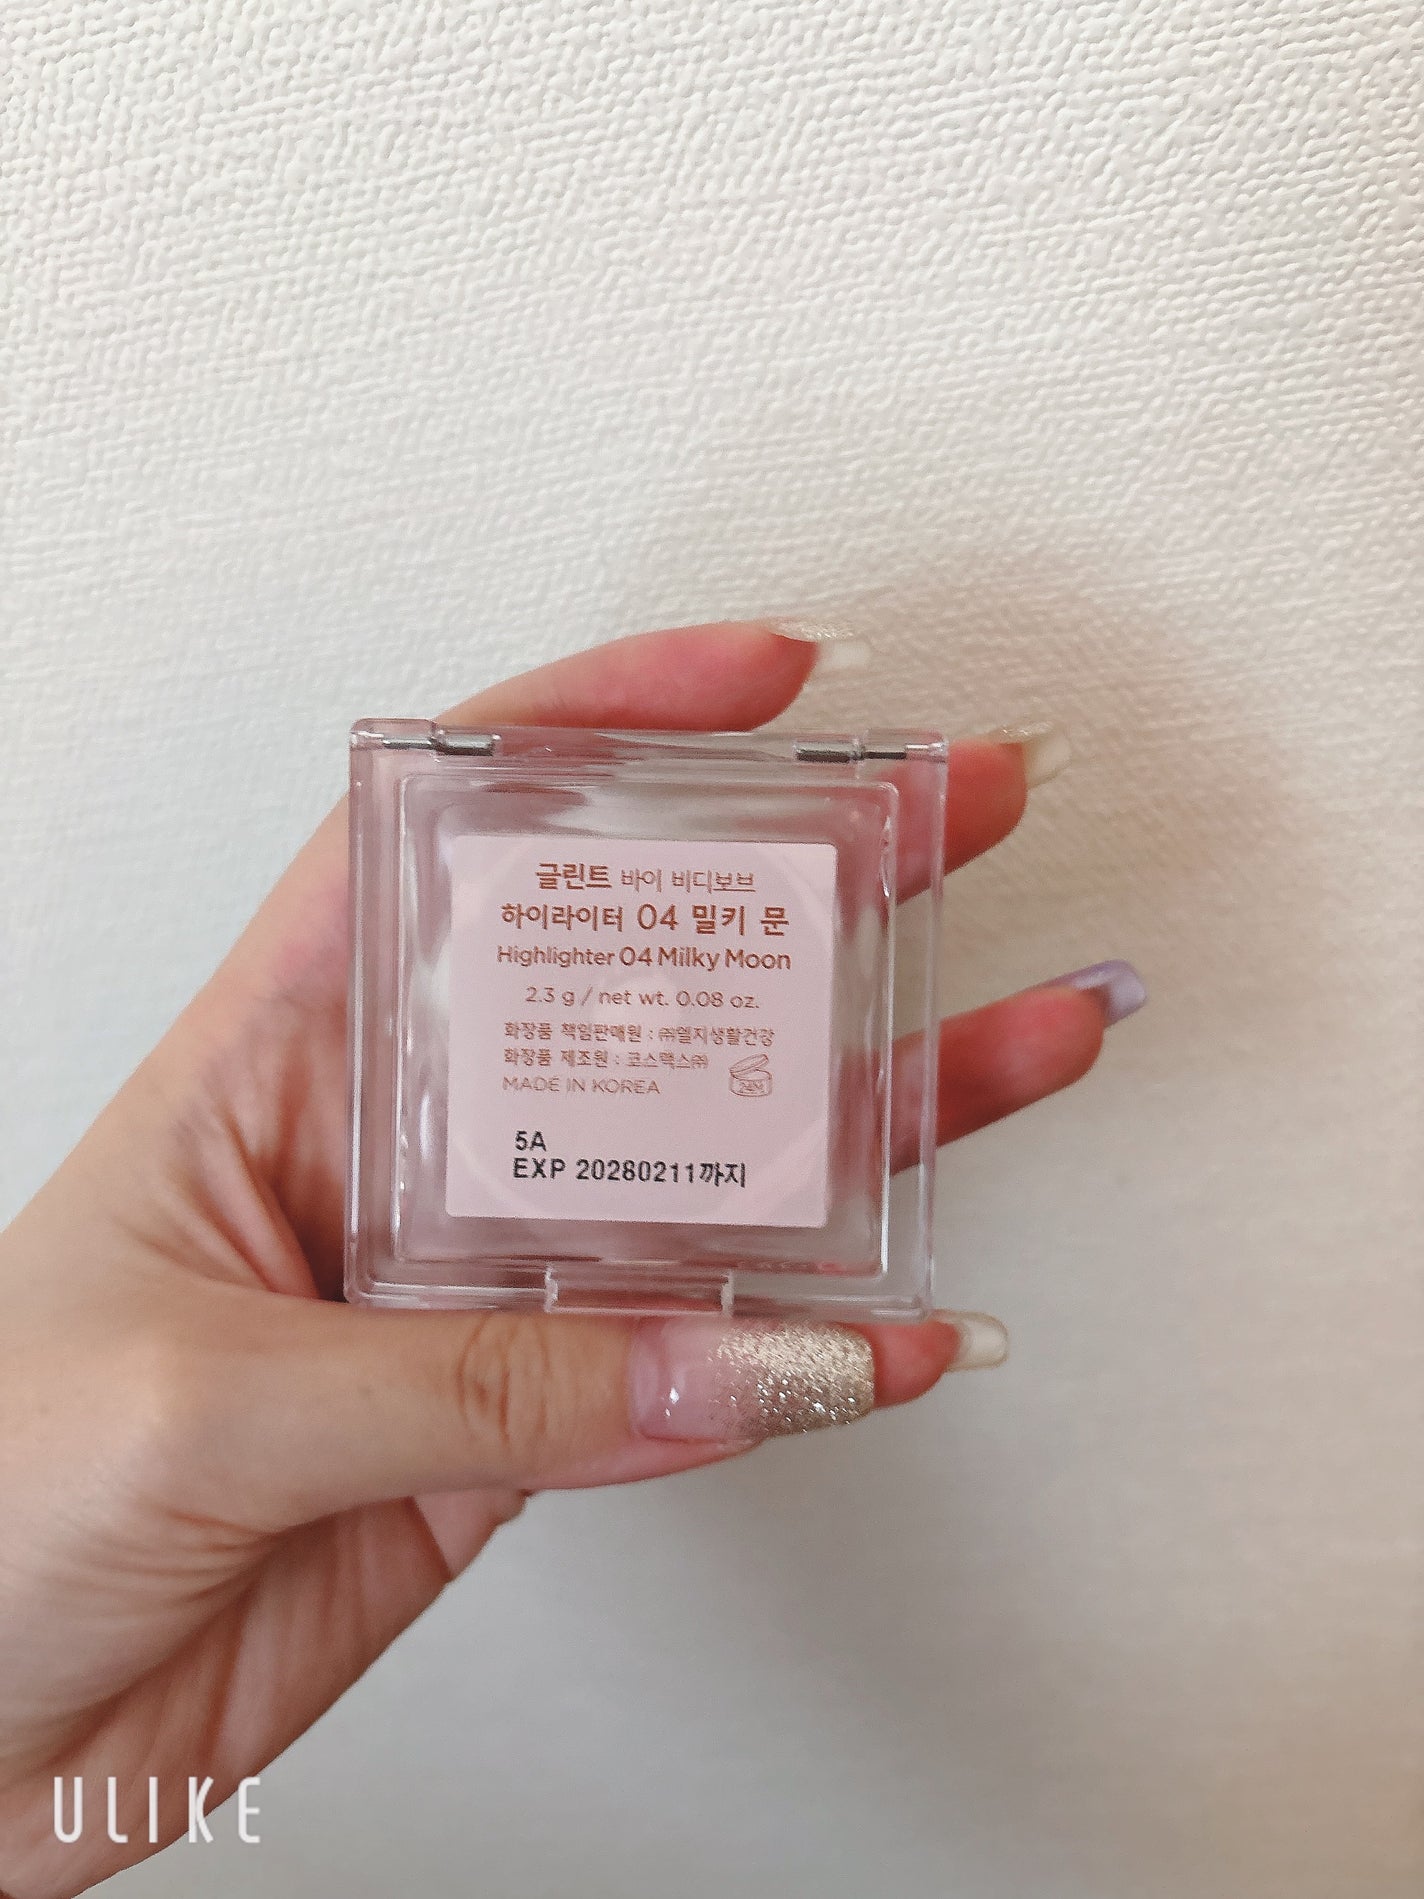 글린트 바이 비디보브
하이라이터 04 밀키 문
Highlighter 04 Milky Moon
2.3 g / net wt. 0.08 oz.
화장품 책임판매원 : ㈜엘지생활건강
화장품 제조원 : 코스맥스㈜
MADE IN KOREA
24M
5A
EXP 20280211까지
ULIKE